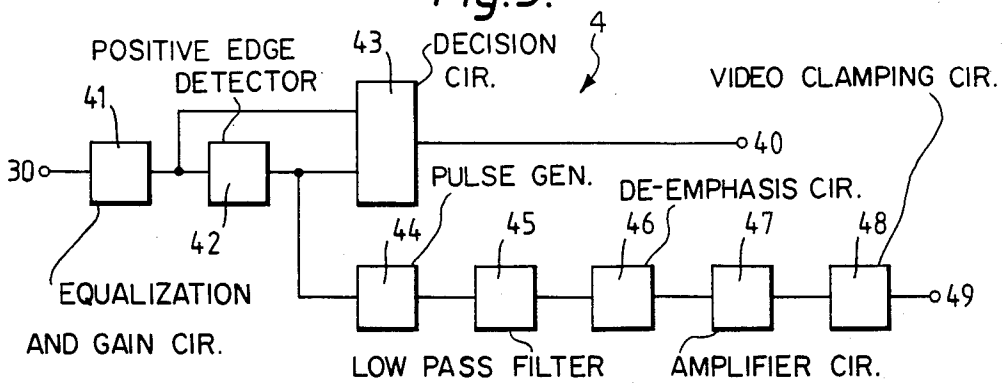 Fig.5.
4
POSITIVE EDGE
DETECTOR
43
DECISION
CIR.
VIDEO CLAMPING CIR.
41
30
40
42
PULSE GEN.
DE-EMPHASIS CIR.
44
45
46
47
48
49
EQUALIZATION
AND GAIN CIR.
LOW PASS FILTER
AMPLIFIER CIR.